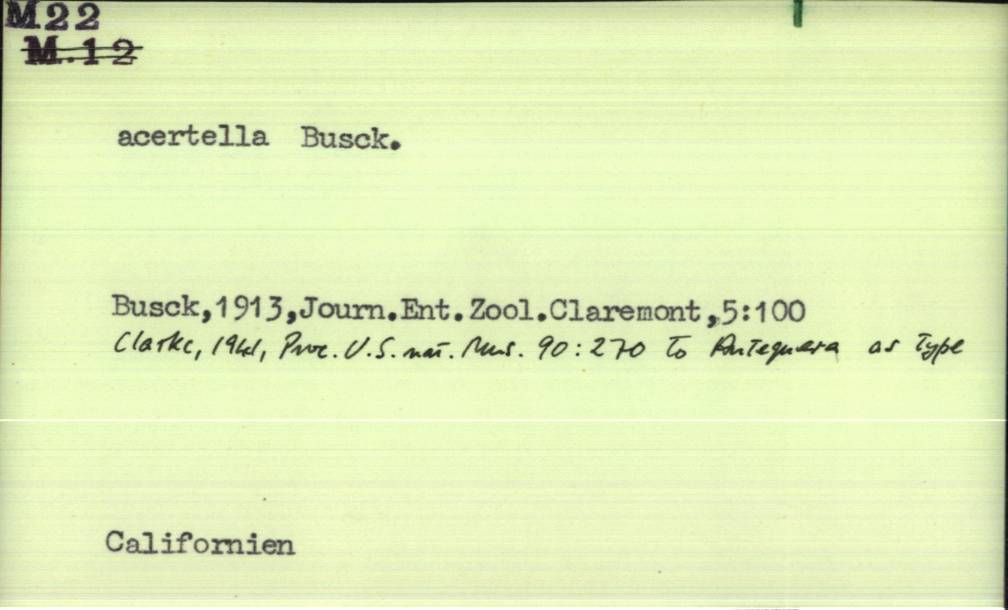 M22
M.12
acertella Busck.
Busck,1913,Journ.Ent.Zool.Claremont,5:100
Clarke, 1941, Proc. U.S. nat. Mus. 90:270 to Antequera as Type
Californien